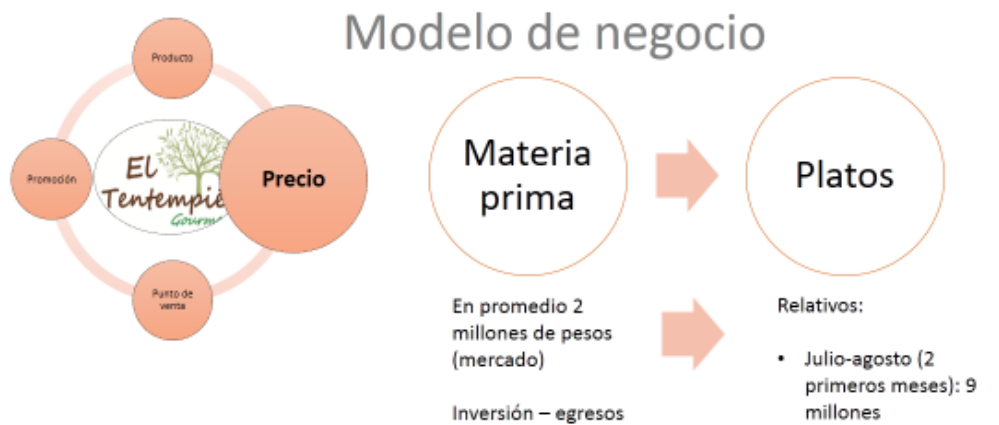 Modelo de negocio
Producto
Promoción
El
Tentempié
Precio
Punto de
venta
Materia
prima
Platos
En promedio 2
millones de pesos
(mercado)
Inversión – egresos
Relativos:
• Julio-agosto (2
primeros meses): 9
millones